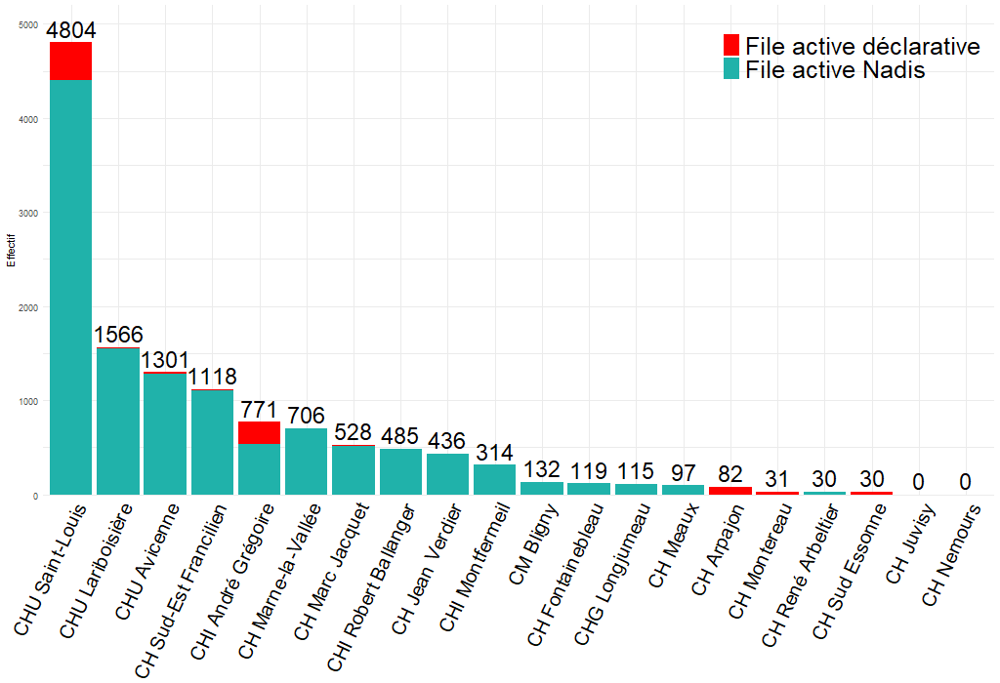 File active déclarative
File active Nadis
Effectif
5000
4000
3000
2000
1000
0
4804
1566
1301
1118
771
706
528
485
436
314
132
119
115
97
82
31
30
30
0
0
CHU Saint-Louis
CHU Lariboisière
CHU Avicenne
CH Sud-Est Francilien
CHI André Grégoire
CH Marne-la-Vallée
CH Marc Jacquet
CHI Robert Ballanger
CH Jean Verdier
CHI Montfermeil
CM Bligny
CH Fontainebleau
CHG Longjumeau
CH Meaux
CH Arpajon
CH Montereau
CH René Arbeltier
CH Sud Essonne
CH Juvisy
CH Nemours